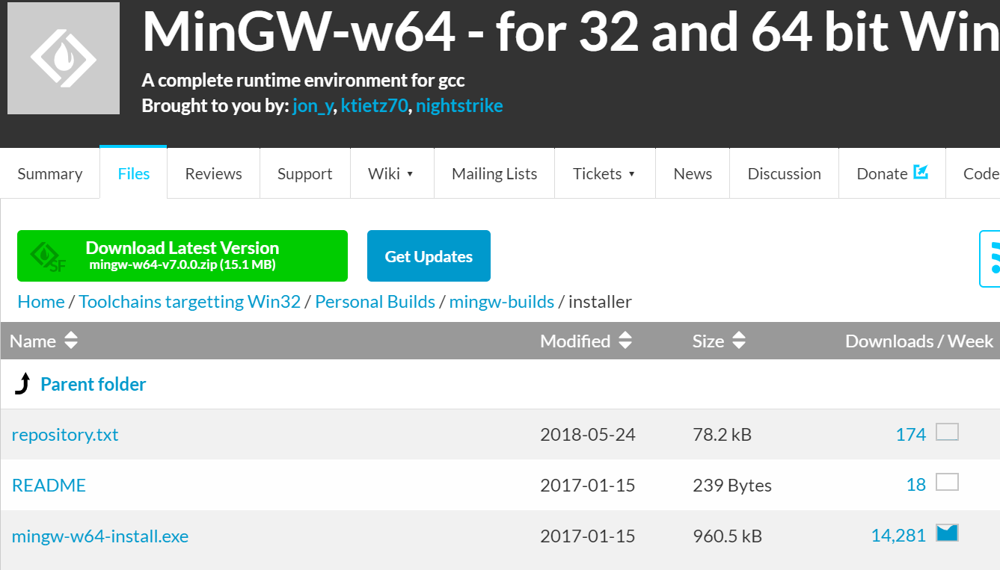 MinGW-w64 - for 32 and 64 bit Win
A complete runtime environment for gcc
Brought to you by: jon_y, ktietz70, nightstrike
Summary Files Reviews Support Wiki ▾ Mailing Lists Tickets ▾ News Discussion Donate Code
SF Download Latest Version
mingw-w64-v7.0.0.zip (15.1 MB)
Get Updates
Home / Toolchains targetting Win32 / Personal Builds / mingw-builds / installer
Name Modified Size Downloads / Week
Parent folder
repository.txt 2018-05-24 78.2 kB 174
README 2017-01-15 239 Bytes 18
mingw-w64-install.exe 2017-01-15 960.5 kB 14,281